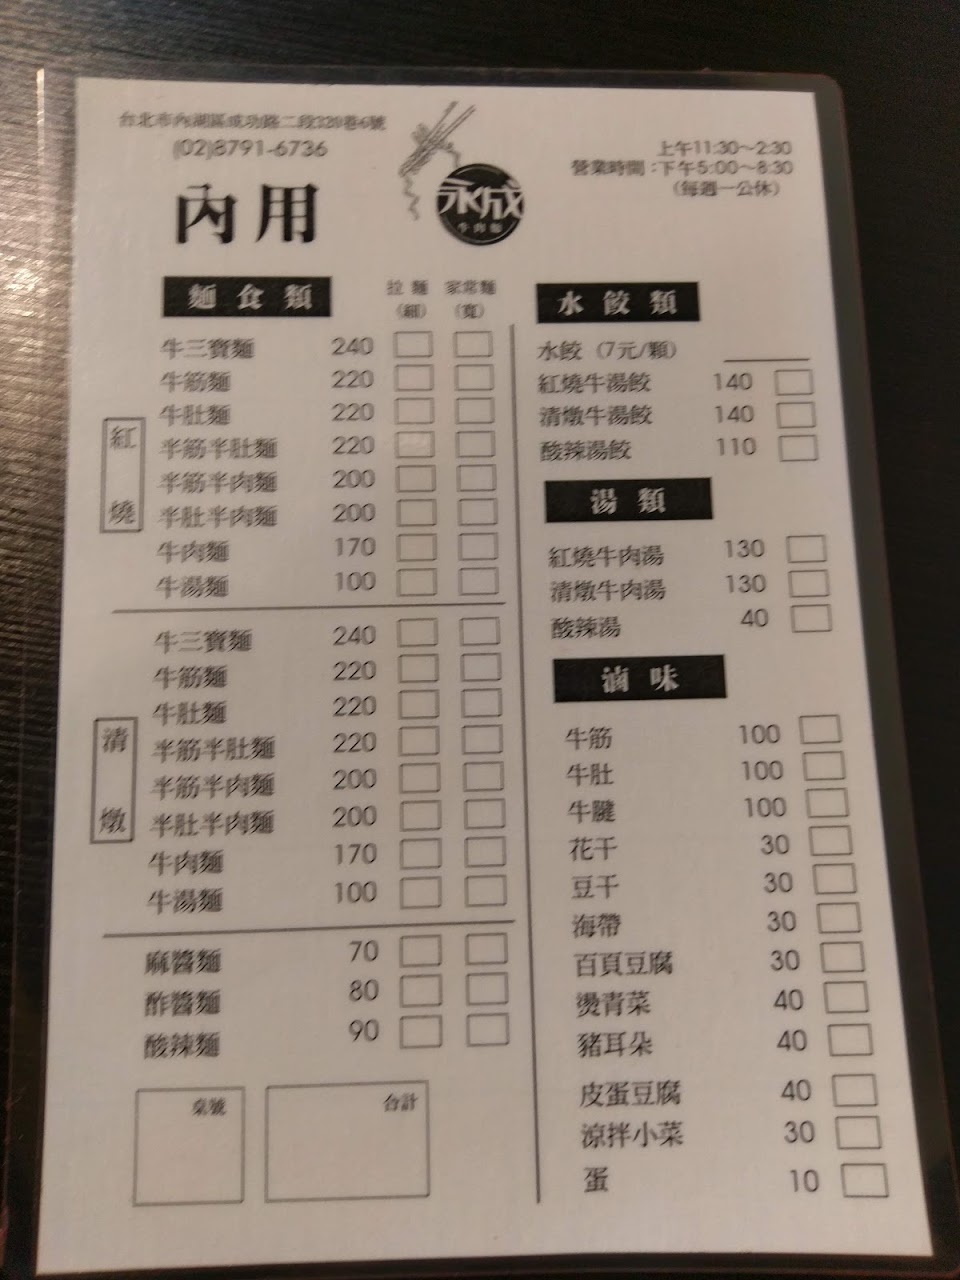 台北市內湖區成功路二段320巷6號
(02)8791-6736
內用
永成
牛肉麵
上午11:30～2:30
營業時間：下午5:00～8:30
（每週一公休）
麵食類
拉麵 家常麵
（細） （寬）
紅燒
牛三寶麵 240
牛筋麵 220
牛肚麵 220
半筋半肚麵 220
半筋半肉麵 200
半肚半肉麵 200
牛肉麵 170
牛湯麵 100
清燉
牛三寶麵 240
牛筋麵 220
牛肚麵 220
半筋半肚麵 220
半筋半肉麵 200
半肚半肉麵 200
牛肉麵 170
牛湯麵 100
麻醬麵 70
酢醬麵 80
酸辣麵 90
桌號
合計
水餃類
水餃（7元/顆）
紅燒牛湯餃 140
清燉牛湯餃 140
酸辣湯餃 110
湯類
紅燒牛肉湯 130
清燉牛肉湯 130
酸辣湯 40
滷味
牛筋 100
牛肚 100
牛腱 100
花干 30
豆干 30
海帶 30
百頁豆腐 30
燙青菜 40
豬耳朵 40
皮蛋豆腐 40
涼拌小菜 30
蛋 10